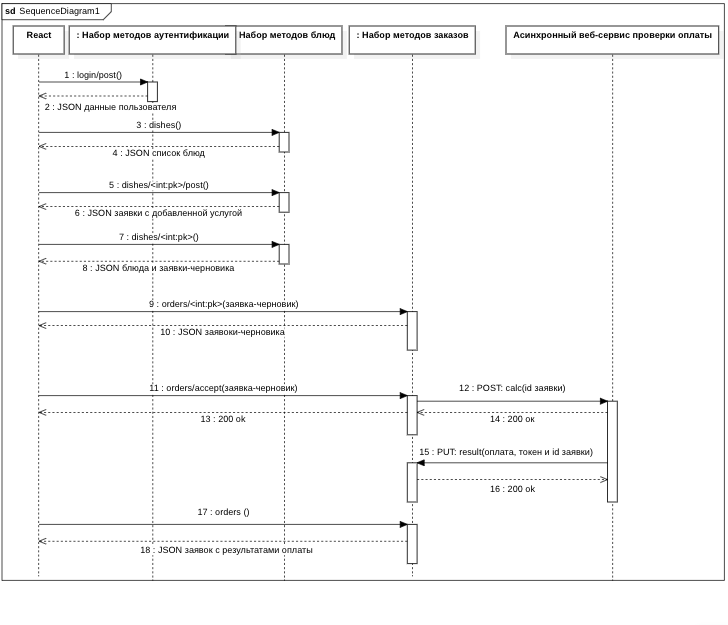 sd SequenceDiagram1
React
: Набор методов аутентификации
Набор методов блюд
: Набор методов заказов
Асинхронный веб-сервис проверки оплаты
1 : login/post()
2 : JSON данные пользователя
3 : dishes()
4 : JSON список блюд
5 : dishes/<int:pk>/post()
6 : JSON заявки с добавленной услугой
7 : dishes/<int:pk>()
8 : JSON блюда и заявки-черновика
9 : orders/<int:pk>(заявка-черновик)
10 : JSON заявоки-черновика
11 : orders/accept(заявка-черновик)
12 : POST: calc(id заявки)
13 : 200 ok
14 : 200 ок
15 : PUT: result(оплата, токен и id заявки)
16 : 200 ok
17 : orders ()
18 : JSON заявок с результатами оплаты